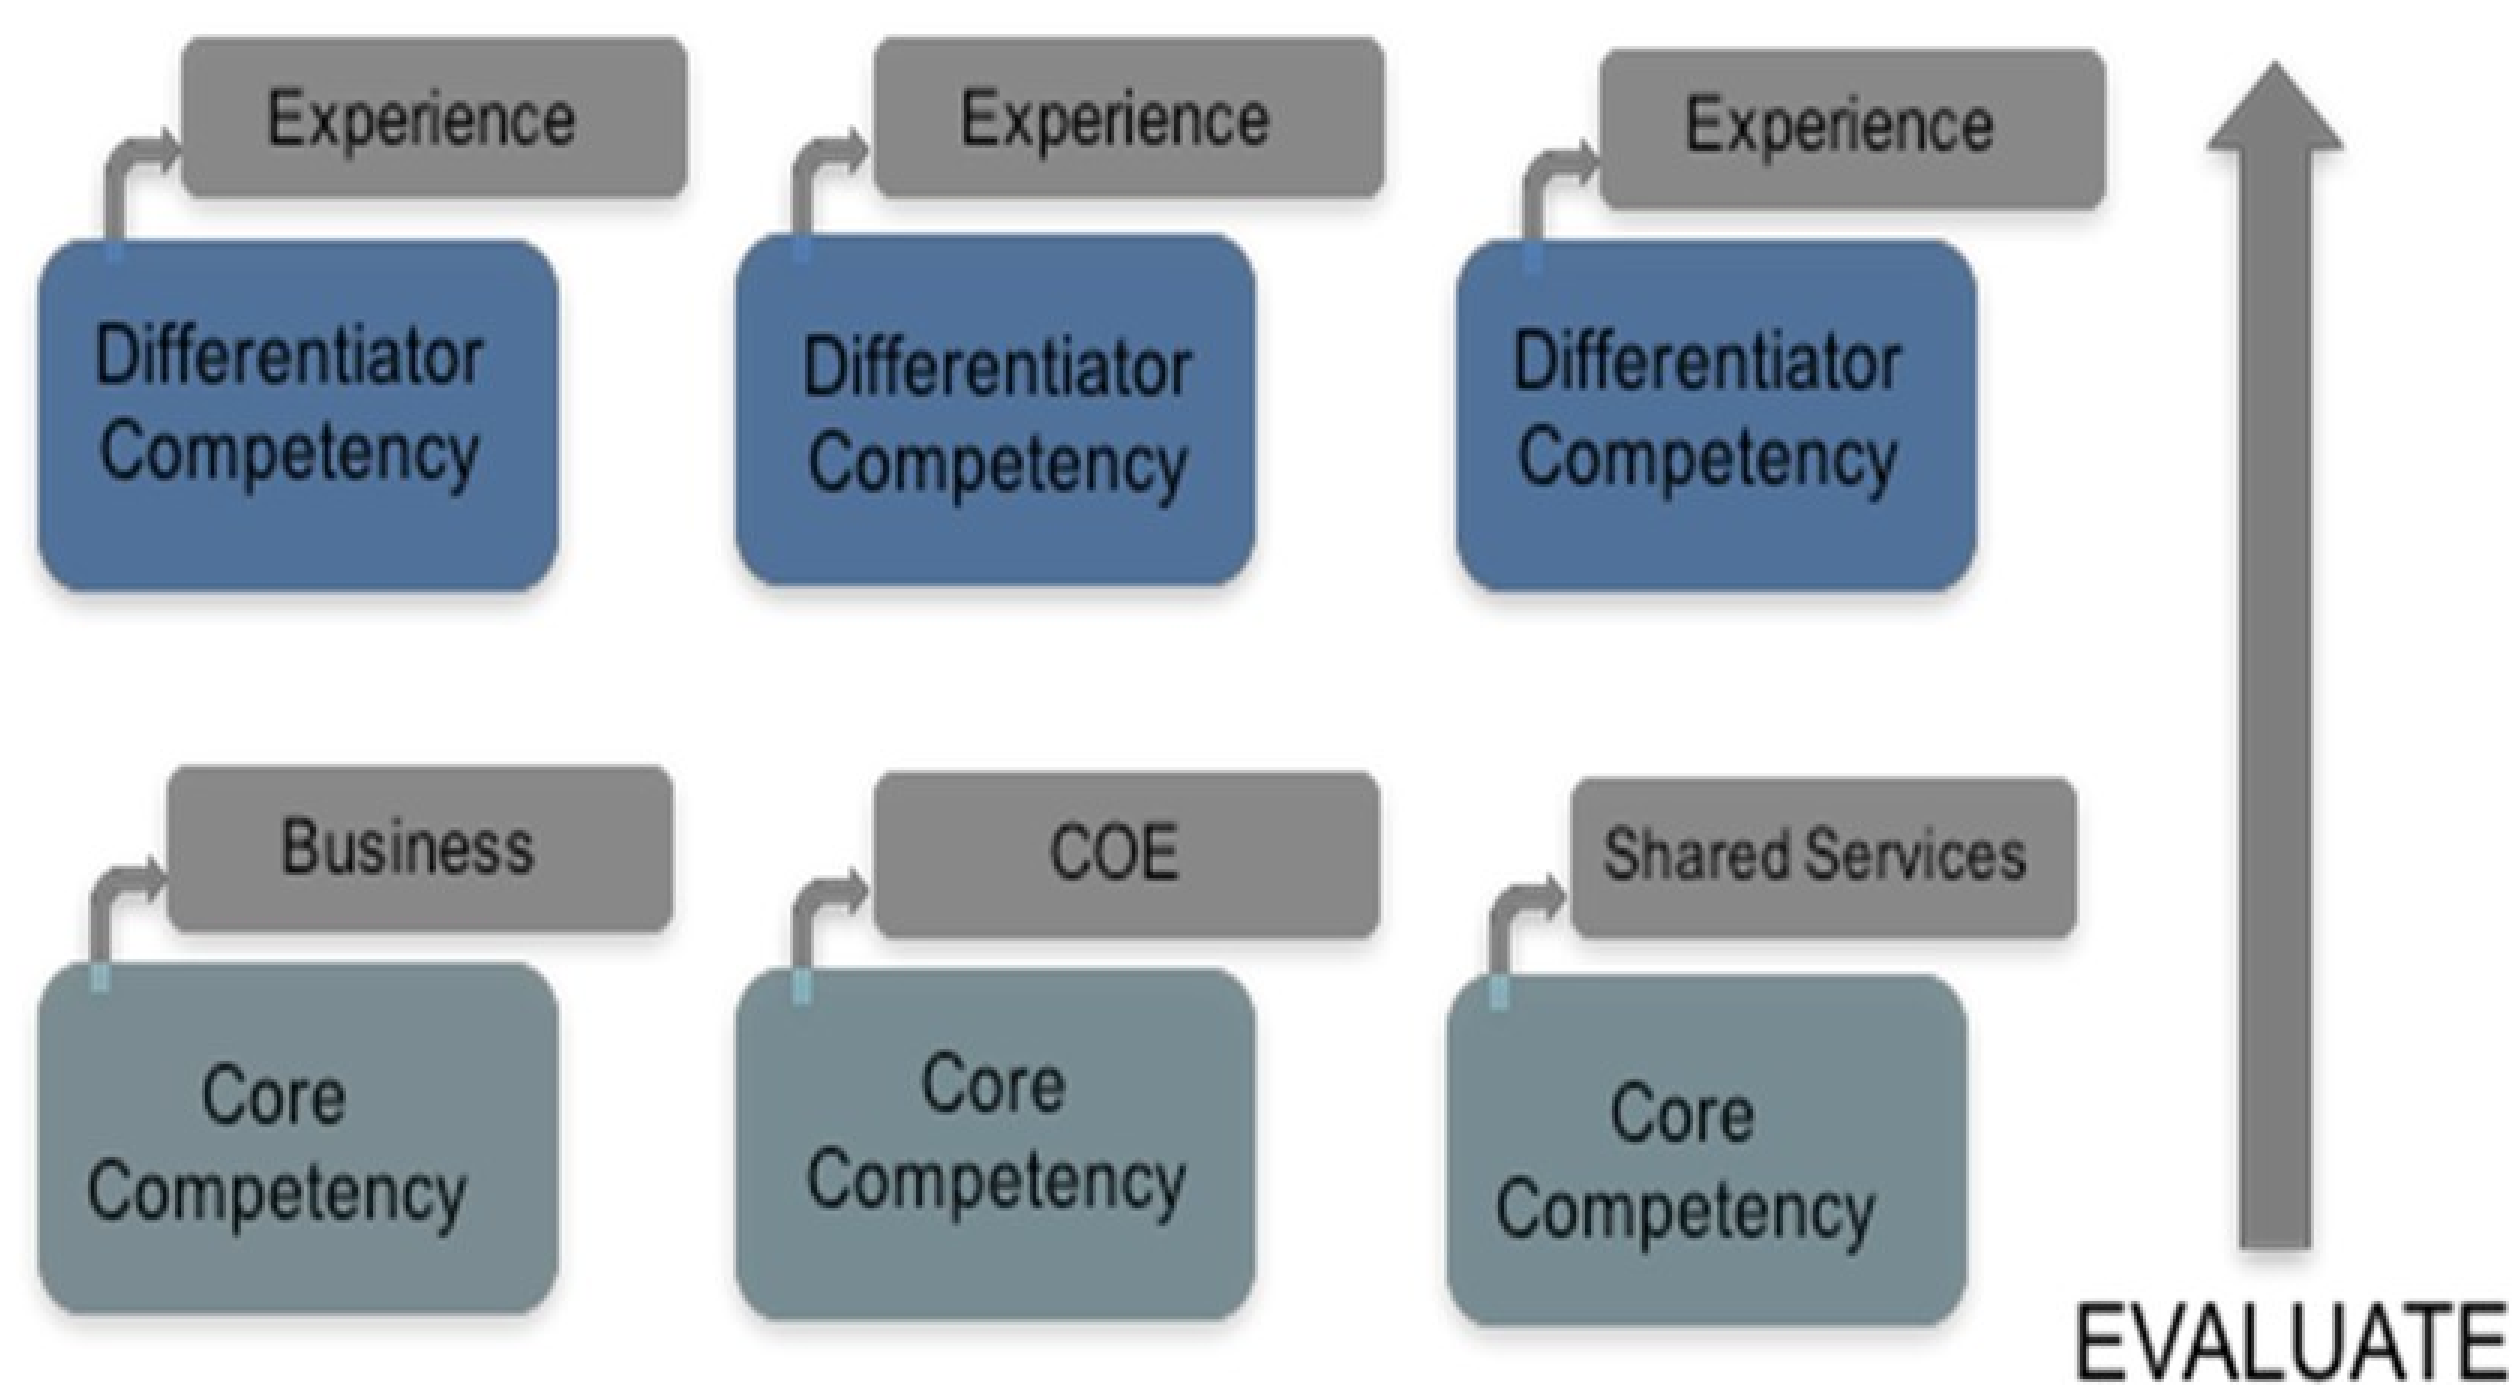 Experience
Experience
Experience
Differentiator
Competency
Differentiator
Competency
Differentiator
Competency
Business
COE
Shared Services
Core
Competency
Core
Competency
Core
Competency
EVALUATE